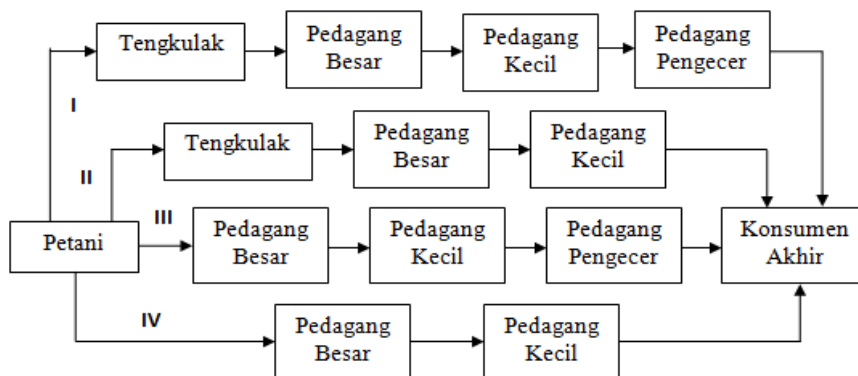 Tengkulak
Pedagang
Besar
Pedagang
Kecil
Pedagang
Pengecer
I
Tengkulak
Pedagang
Besar
Pedagang
Kecil
II
Petani
III
Pedagang
Besar
Pedagang
Kecil
Pedagang
Pengecer
Konsumen
Akhir
IV
Pedagang
Besar
Pedagang
Kecil